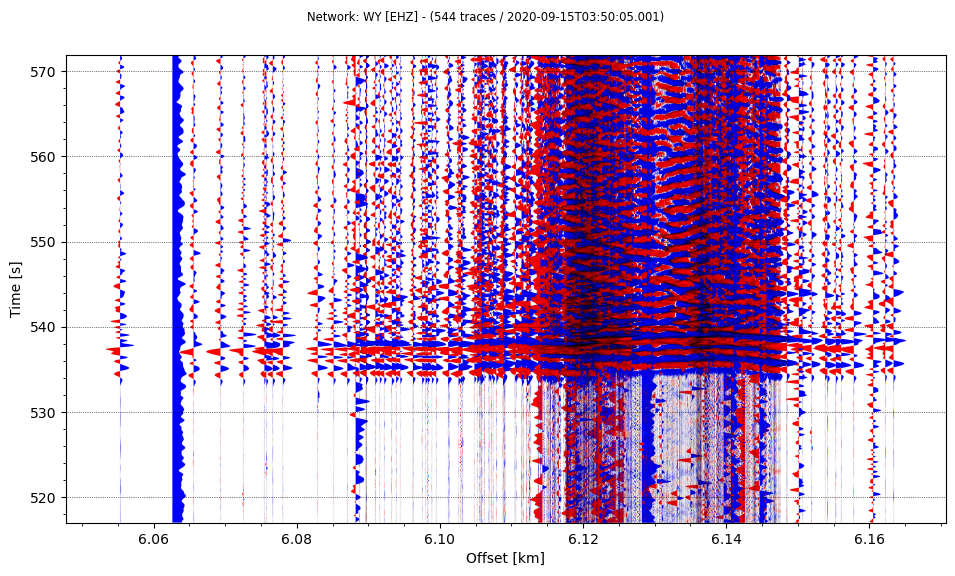 Network: WY [EHZ] - (544 traces / 2020-09-15T03:50:05.001)
570
560
550
540
530
520
Time [s]
6.06 6.08 6.10 6.12 6.14 6.16
Offset [km]